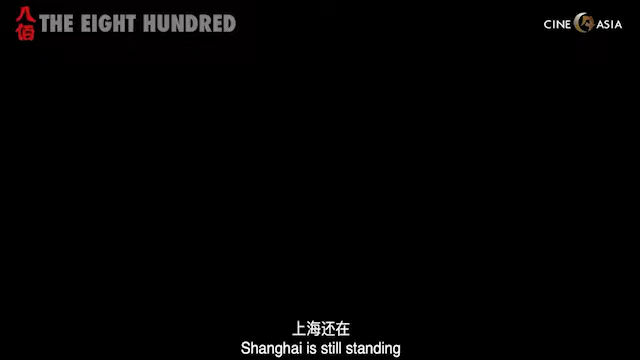 八佰 THE EIGHT HUNDRED
CINE ASIA
上海还在
Shanghai is still standing